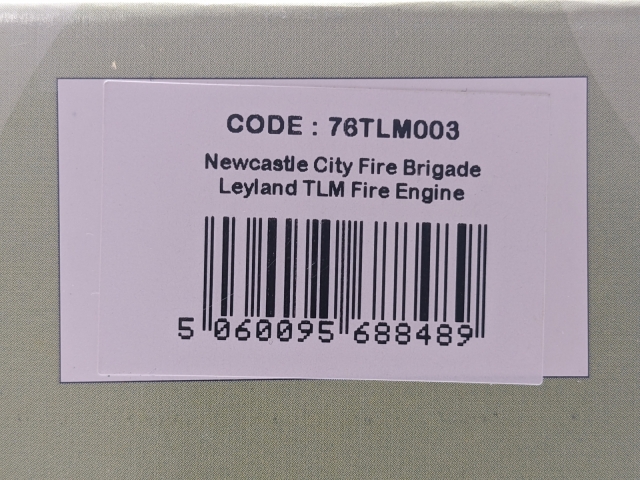 CODE : 76TLM003
Newcastle City Fire Brigade
Leyland TLM Fire Engine
5 060095 688489